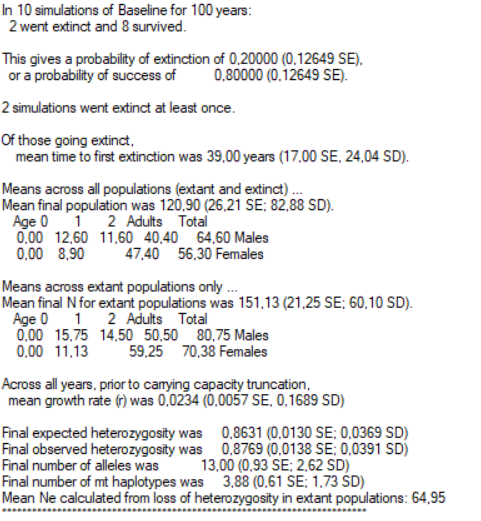 In 10 simulations of Baseline for 100 years:
2 went extinct and 8 survived.
This gives a probability of extinction of 0,20000 (0,12649 SE),
or a probability of success of 0,80000 (0,12649 SE).
2 simulations went extinct at least once.
Of those going extinct,
mean time to first extinction was 39,00 years (17,00 SE, 24,04 SD).
Means across all populations (extant and extinct) ...
Mean final population was 120,90 (26,21 SE; 82,88 SD).
Age 0 1 2 Adults Total
0,00 12,60 11,60 40,40 64,60 Males
0,00 8,90 47,40 56,30 Females
Means across extant populations only ...
Mean final N for extant populations was 151,13 (21,25 SE; 60,10 SD).
Age 0 1 2 Adults Total
0,00 15,75 14,50 50,50 80,75 Males
0,00 11,13 59,25 70,38 Females
Across all years, prior to carrying capacity truncation,
mean growth rate (r) was 0,0234 (0,0057 SE, 0,1689 SD)
Final expected heterozygosity was 0,8631 (0,0130 SE; 0,0369 SD)
Final observed heterozygosity was 0,8769 (0,0138 SE; 0,0391 SD)
Final number of alleles was 13,00 (0,93 SE; 2,62 SD)
Final number of mt haplotypes was 3,88 (0,61 SE; 1,73 SD)
Mean Ne calculated from loss of heterozygosity in extant populations: 64,95